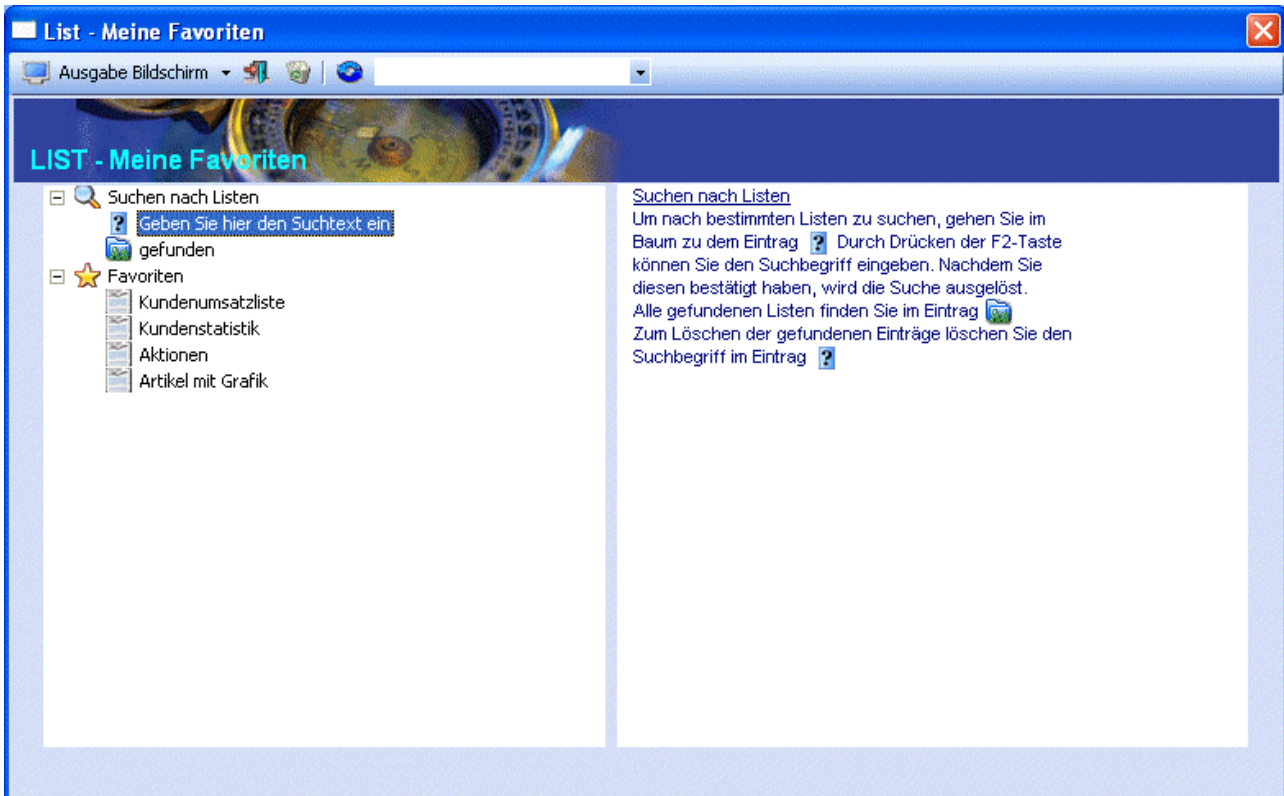 List - Meine Favoriten
Ausgabe Bildschirm
LIST - Meine Favoriten
Suchen nach Listen
Geben Sie hier den Suchtext ein
gefunden
Favoriten
Kundenumsatzliste
Kundenstatistik
Aktionen
Artikel mit Grafik
Suchen nach Listen
Um nach bestimmten Listen zu suchen, gehen Sie im
Baum zu dem Eintrag ? Durch Drücken der F2-Taste
können Sie den Suchbegriff eingeben. Nachdem Sie
diesen bestätigt haben, wird die Suche ausgelöst.
Alle gefundenen Listen finden Sie im Eintrag
Zum Löschen der gefundenen Einträge löschen Sie den
Suchbegriff im Eintrag ?